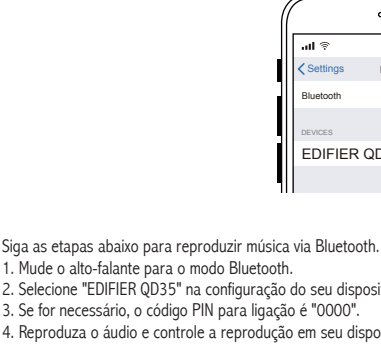 Settings
Bluetooth
DEVICES
EDIFIER
Siga as etapas abaixo para reproduzir música via Bluetooth.
1. Mude o alto-falante para o modo Bluetooth.
2. Selecione "EDIFIER QD35" na configuração do seu
3. Se for necessário, o código PIN para ligação é "0000".
4. Reproduza o áudio e controle a reprodução em seu